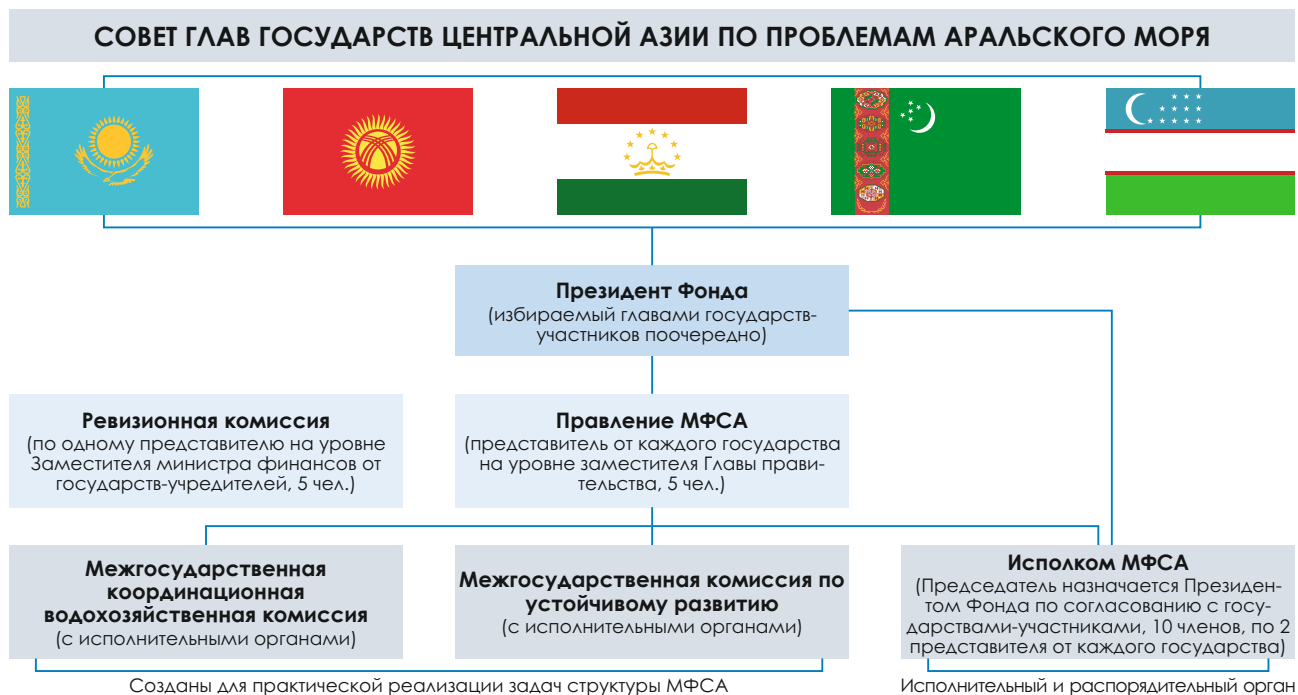 СОВЕТ ГЛАВ ГОСУДАРСТВ ЦЕНТРАЛЬНОЙ АЗИИ ПО ПРОБЛЕМАМ АРАЛЬСКОГО МОРЯ
Президент Фонда
(избираемый главами государств-
участников поочередно)
Ревизионная комиссия
(по одному представителю на уровне
Заместителя министра финансов от
государств-учредителей, 5 чел.)
Правление МФСА
(представитель от каждого государства
на уровне заместителя Главы прави-
тельства, 5 чел.)
Межгосударственная
координационная
водохозяйственная комиссия
(с исполнительными органами)
Межгосударственная комиссия по
устойчивому развитию
(с исполнительными органами)
Исполком МФСА
(Председатель назначается Президен-
том Фонда по согласованию с госу-
дарствами-участниками, 10 членов, по 2
представителя от каждого государства)
Созданы для практической реализации задач структуры МФСА
Исполнительный и распорядительный орган